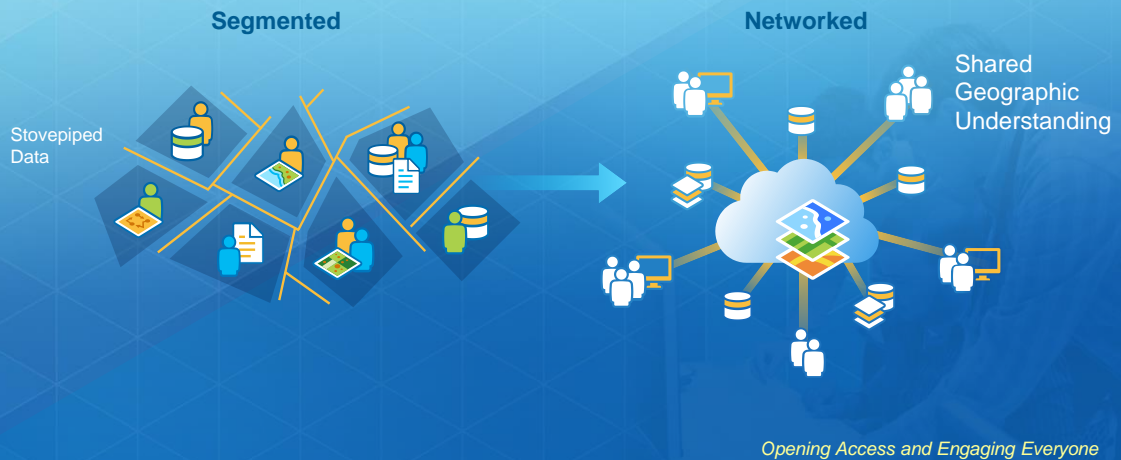 Segmented
Networked
Stovepiped
Data
Shared
Geographic
Understanding
Opening Access and Engaging Everyone